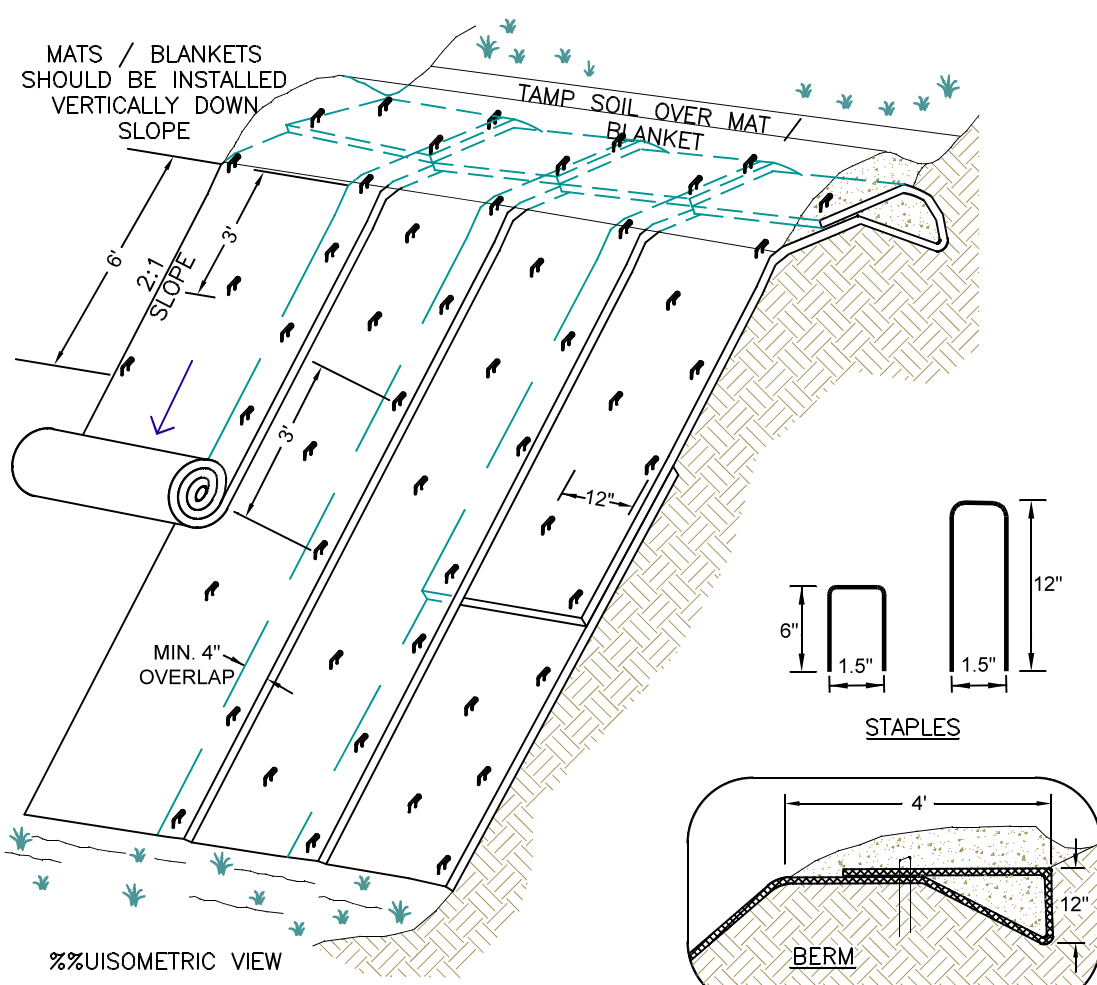 MATS / BLANKETS
SHOULD BE INSTALLED
VERTICALLY DOWN
SLOPE
TAMP SOIL OVER MAT /
BLANKET
6'
3'
2:1
SLOPE
3'
12"
MIN. 4"
OVERLAP
6"
1.5"
12"
1.5"
STAPLES
4'
12"
BERM
%%UISOMETRIC VIEW